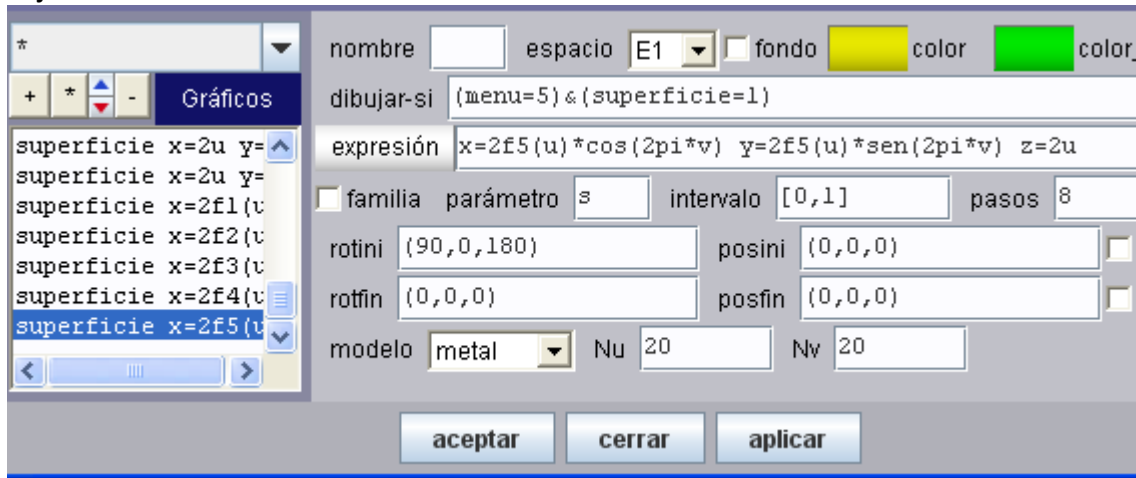 *
+ * - Gráficos
superficie x=2u y=
superficie x=2u y=
superficie x=2f1(u
superficie x=2f2(u
superficie x=2f3(u
superficie x=2f4(u
superficie x=2f5(u
nombre espacio E1 fondo color color_
dibujar-si (menu=5)&(superficie=1)
expresión x=2f5(u)*cos(2pi*v) y=2f5(u)*sen(2pi*v) z=2u
familia parámetro s intervalo [0,1] pasos 8
rotini (90,0,180) posini (0,0,0)
rotfin (0,0,0) posfin (0,0,0)
modelo metal Nu 20 Nv 20
aceptar cerrar aplicar